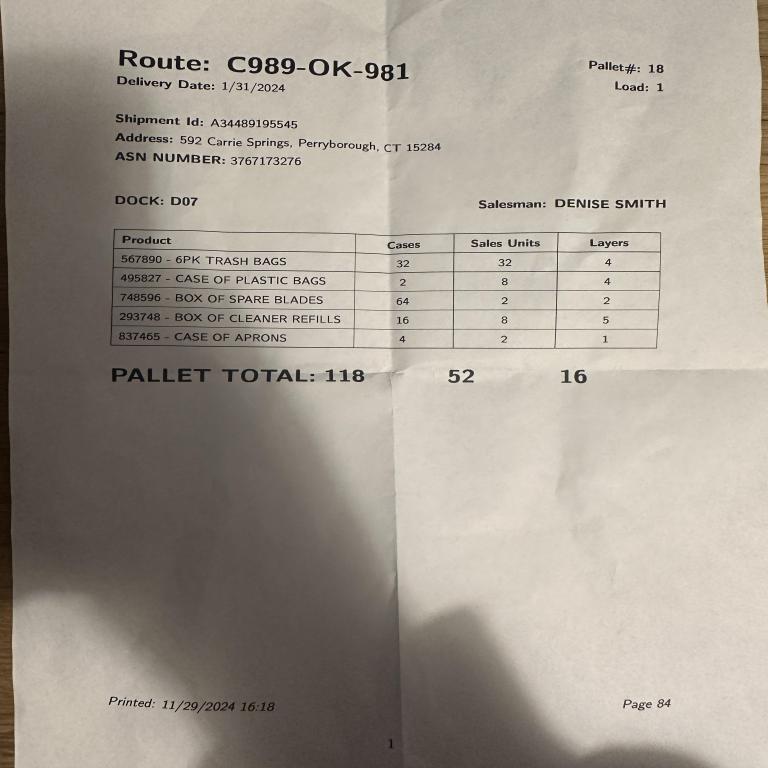 Route: C989-OK-981
Pallet#: 18
Delivery Date: 1/31/2024
Load: 1
Shipment Id: A34489195545
Address: 592 Carrie Springs, Perryborough, CT 15284
ASN NUMBER: 3767173276
DOCK: D07
Salesman: DENISE SMITH
Product Cases Sales Units Layers
567890 - 6PK TRASH BAGS 32 32 4
495827 - CASE OF PLASTIC BAGS 2 8 4
748596 - BOX OF SPARE BLADES 64 2 2
293748 - BOX OF CLEANER REFILLS 16 8 5
837465 - CASE OF APRONS 4 2 1
PALLET TOTAL: 118 52 16
Printed: 11/29/2024 16:18
Page 84
1